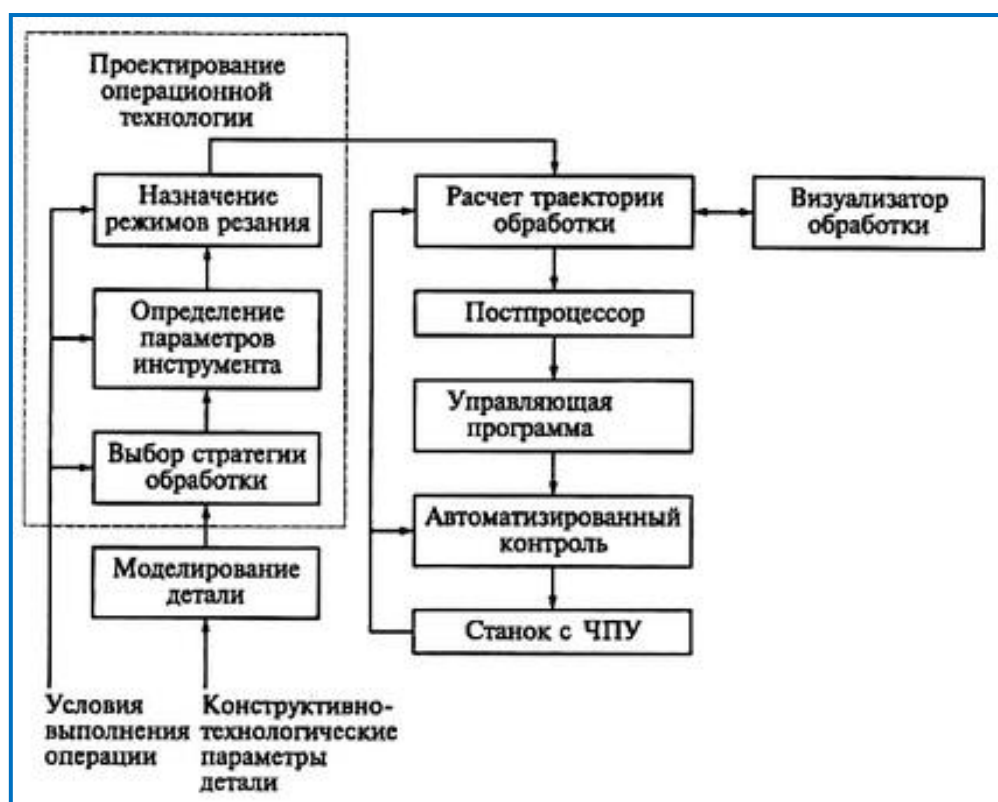 Проектирование
операционной
технологии
Назначение
режимов резания
Определение
параметров
инструмента
Выбор стратегии
обработки
Моделирование
детали
Условия
выполнения
операции
Конструктивно-
технологические
параметры
детали
Расчет траектории
обработки
Визуализатор
обработки
Постпроцессор
Управляющая
программа
Автоматизированный
контроль
Станок с ЧПУ